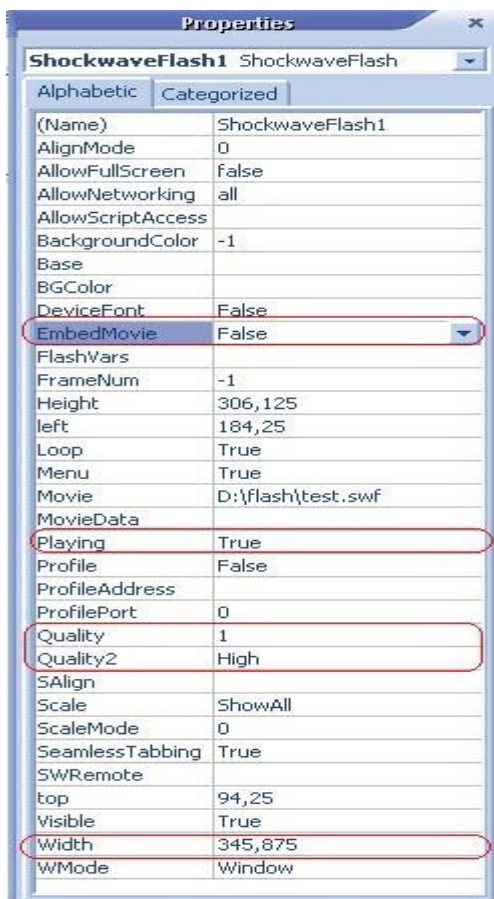 Properties
ShockwaveFlash1 ShockwaveFlash
Alphabetic Categorized
(Name) ShockwaveFlash1
AlignMode 0
AllowFullScreen false
AllowNetworking all
AllowScriptAccess
BackgroundColor -1
Base
BGColor
DeviceFont False
EmbedMovie False
FlashVars
FrameNum -1
Height 306,125
left 184,25
Loop True
Menu True
Movie D:\flash\test.swf
MovieData
Playing True
Profile False
ProfileAddress
ProfilePort 0
Quality 1
Quality2 High
SAlign
Scale ShowAll
ScaleMode 0
SeamlessTabbing True
SWRemote
top 94,25
Visible True
Width 345,875
WMode Window